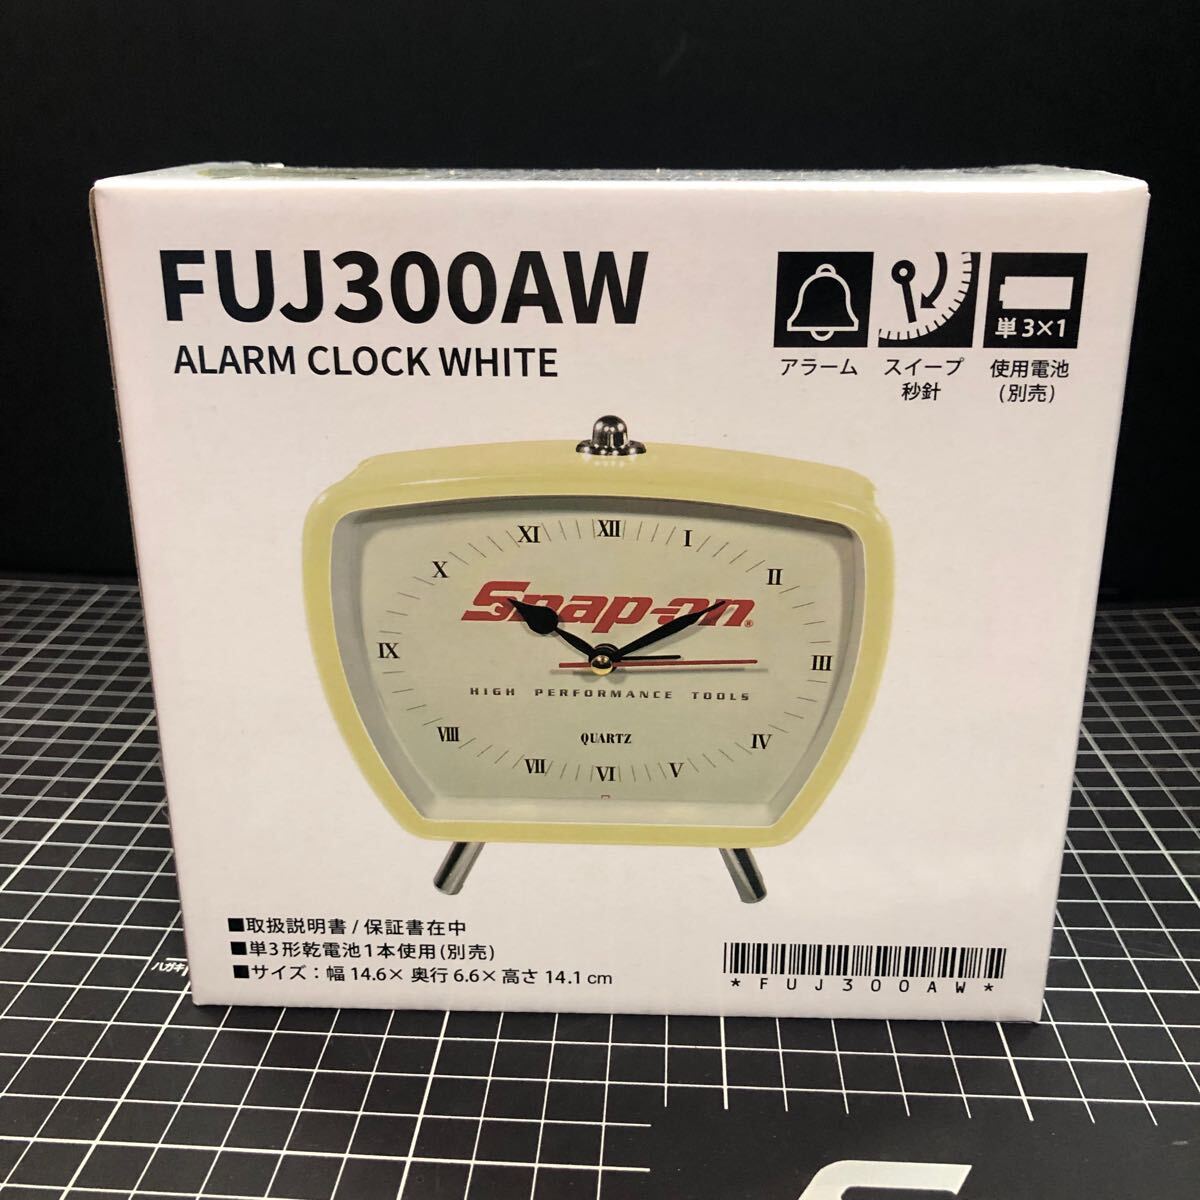 FUJ300AW
ALARM CLOCK WHITE
単3×1
アラーム
スイープ
秒針
使用電池
(別売)
XII
I
II
III
IV
V
VI
VII
VIII
IX
X
XI
Snap-on®
HIGH PERFORMANCE TOOLS
QUARTZ
■取扱説明書/保証書在中
■単3形乾電池1本使用(別売)
■サイズ：幅14.6×奥行6.6×高さ14.1cm
*FUJ300AW*
ハガキ